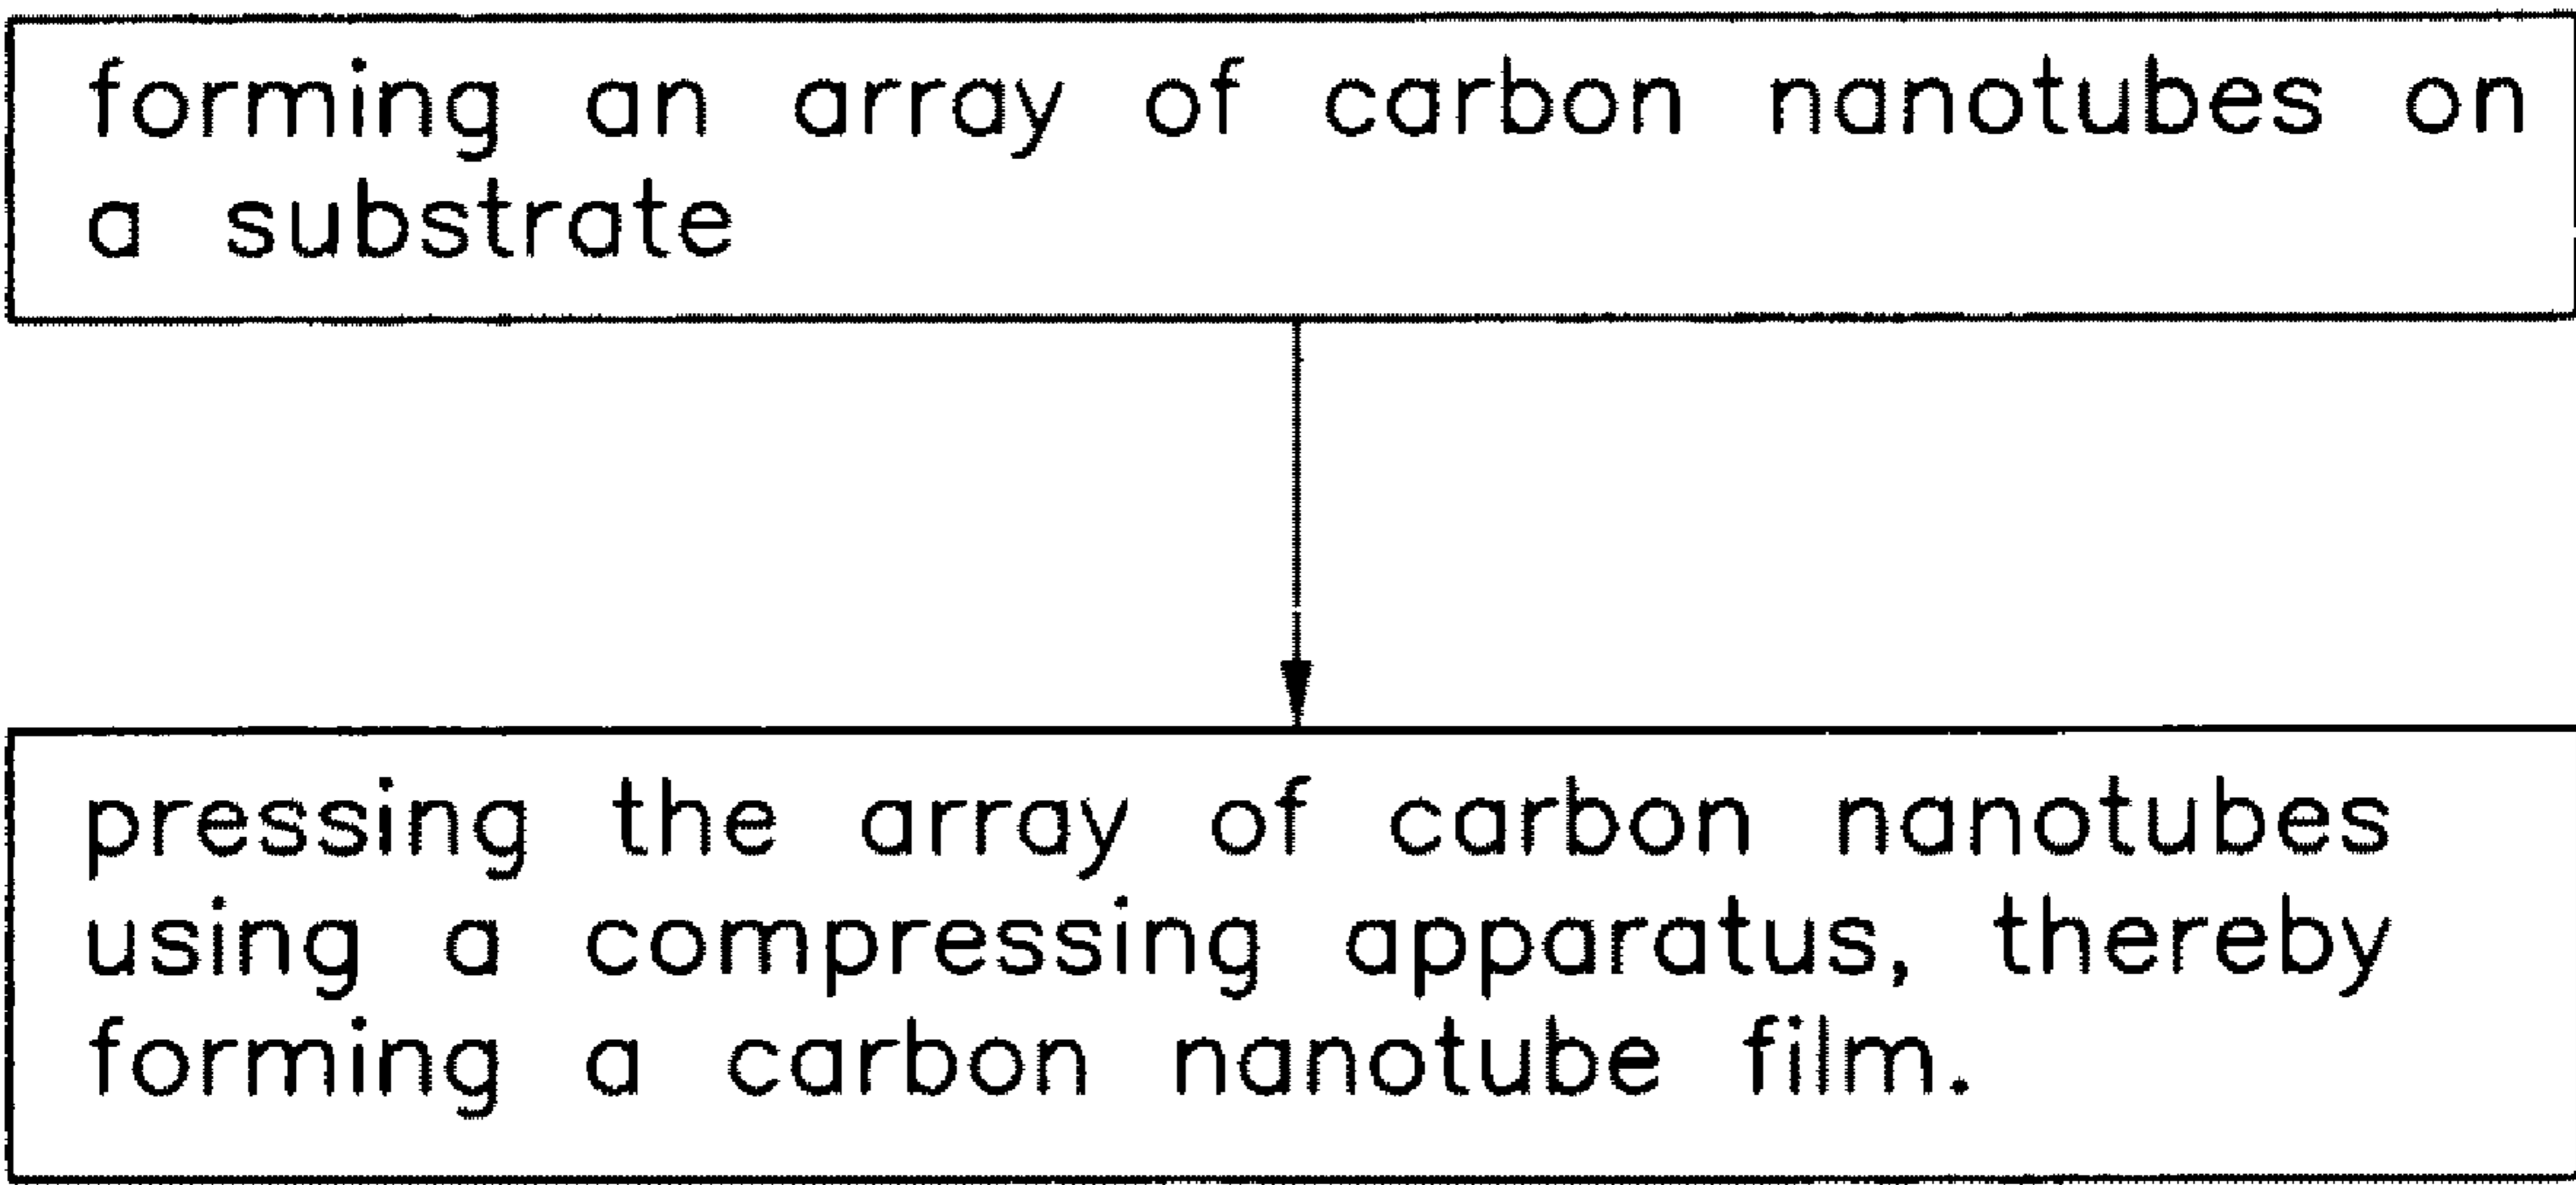 forming an array of carbon nanotubes on
a substrate
pressing the array of carbon nanotubes
using a compressing apparatus, thereby
forming a carbon nanotube film.